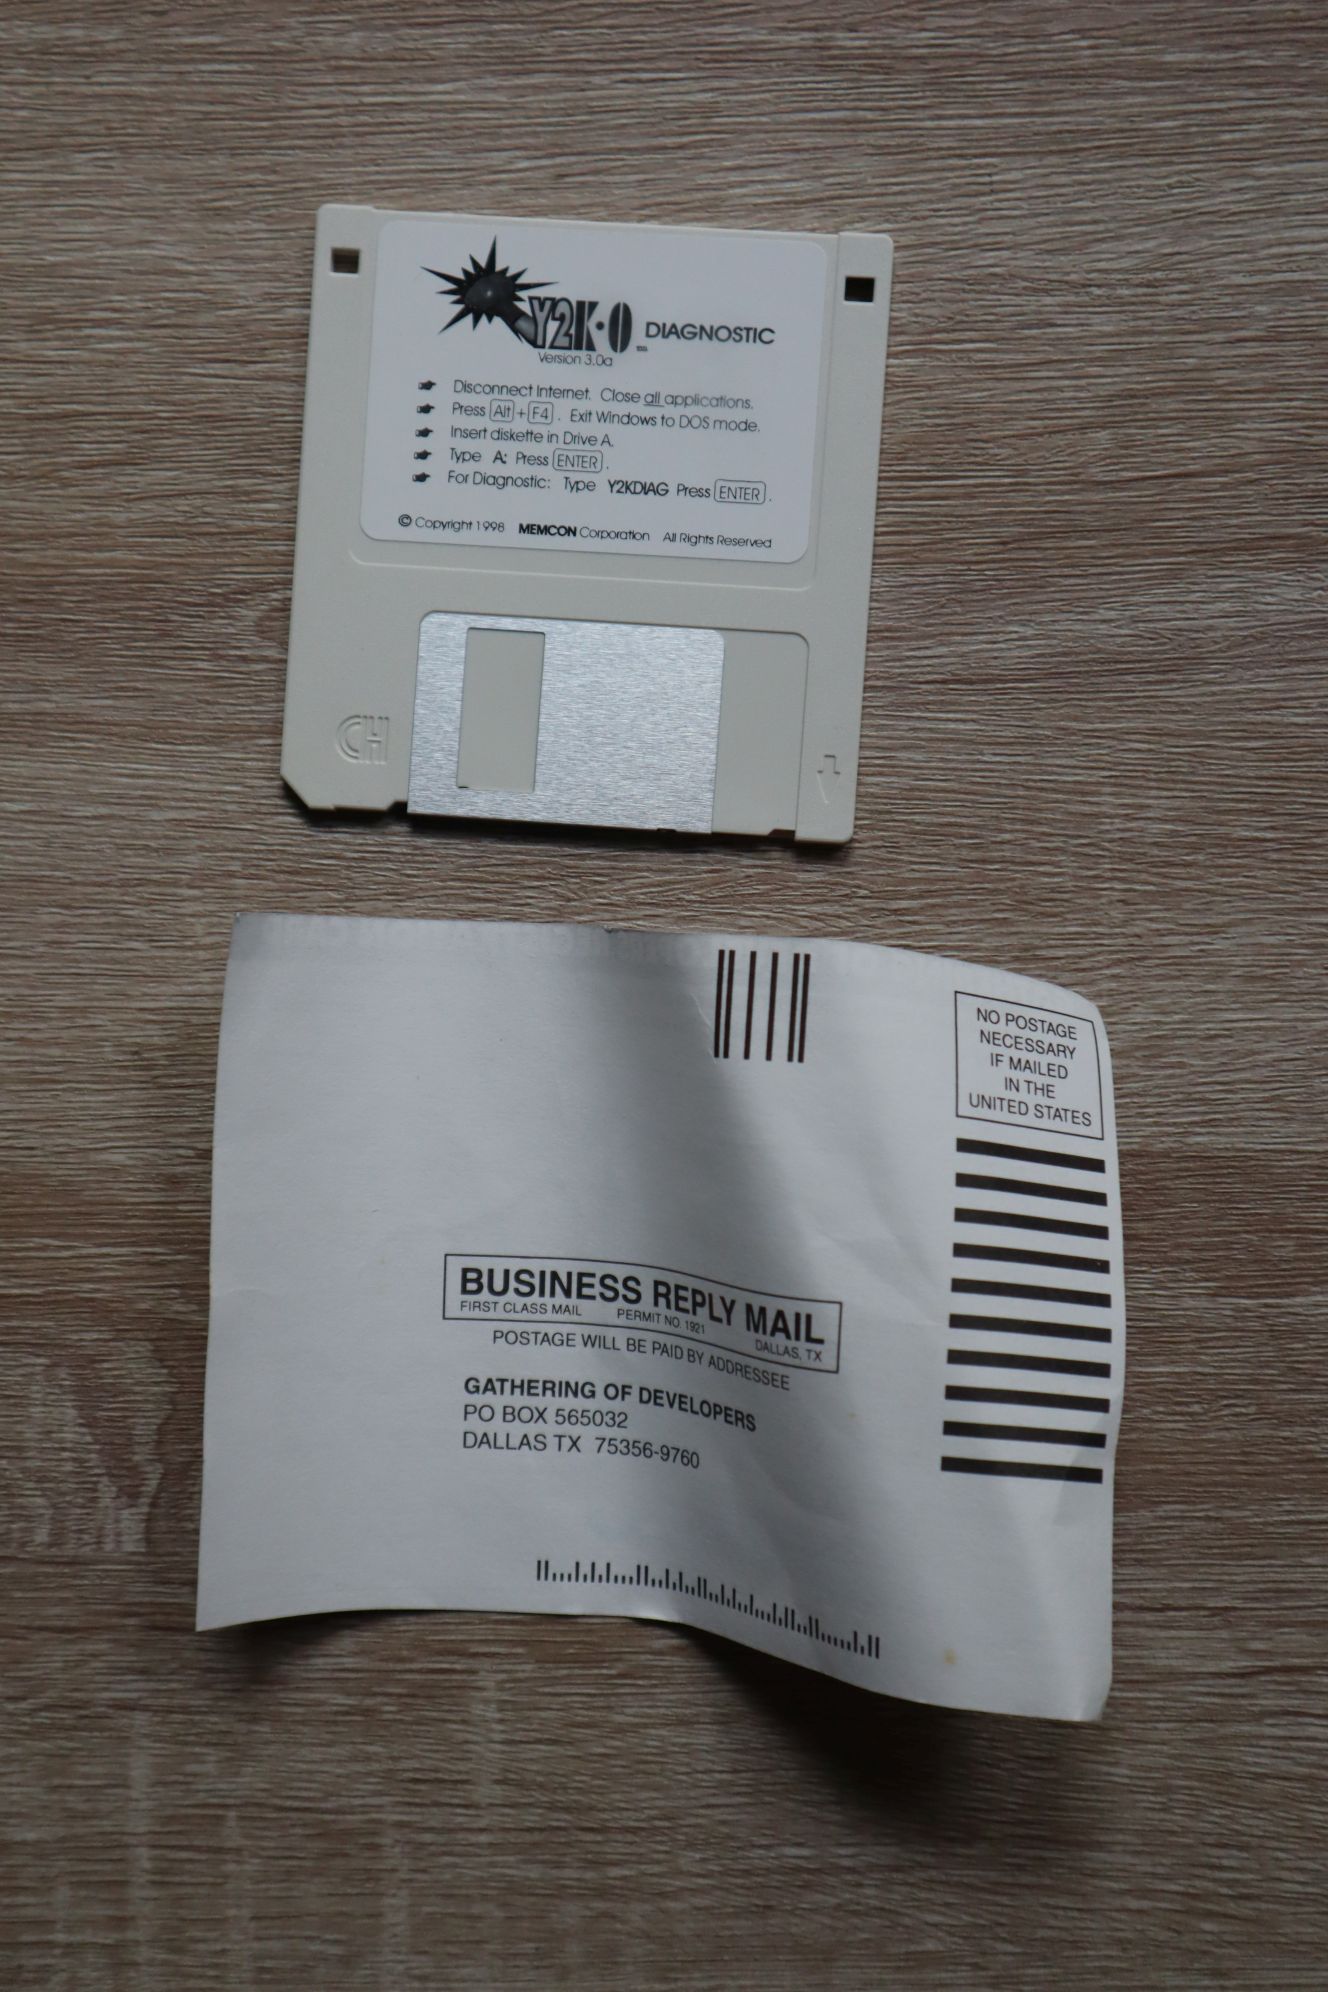 Y2K·O DIAGNOSTIC
Version 3.0a
Disconnect Internet. Close all applications.
Press Alt + F4 . Exit Windows to DOS mode.
Insert diskette in Drive A.
Type A: Press ENTER .
For Diagnostic: Type Y2KDIAG Press ENTER .
© Copyright 1998 MEMCON Corporation All Rights Reserved
CH
NO POSTAGE
NECESSARY
IF MAILED
IN THE
UNITED STATES
BUSINESS REPLY MAIL
FIRST CLASS MAIL PERMIT NO. 1921 DALLAS, TX
POSTAGE WILL BE PAID BY ADDRESSEE
GATHERING OF DEVELOPERS
PO BOX 565032
DALLAS TX 75356-9760